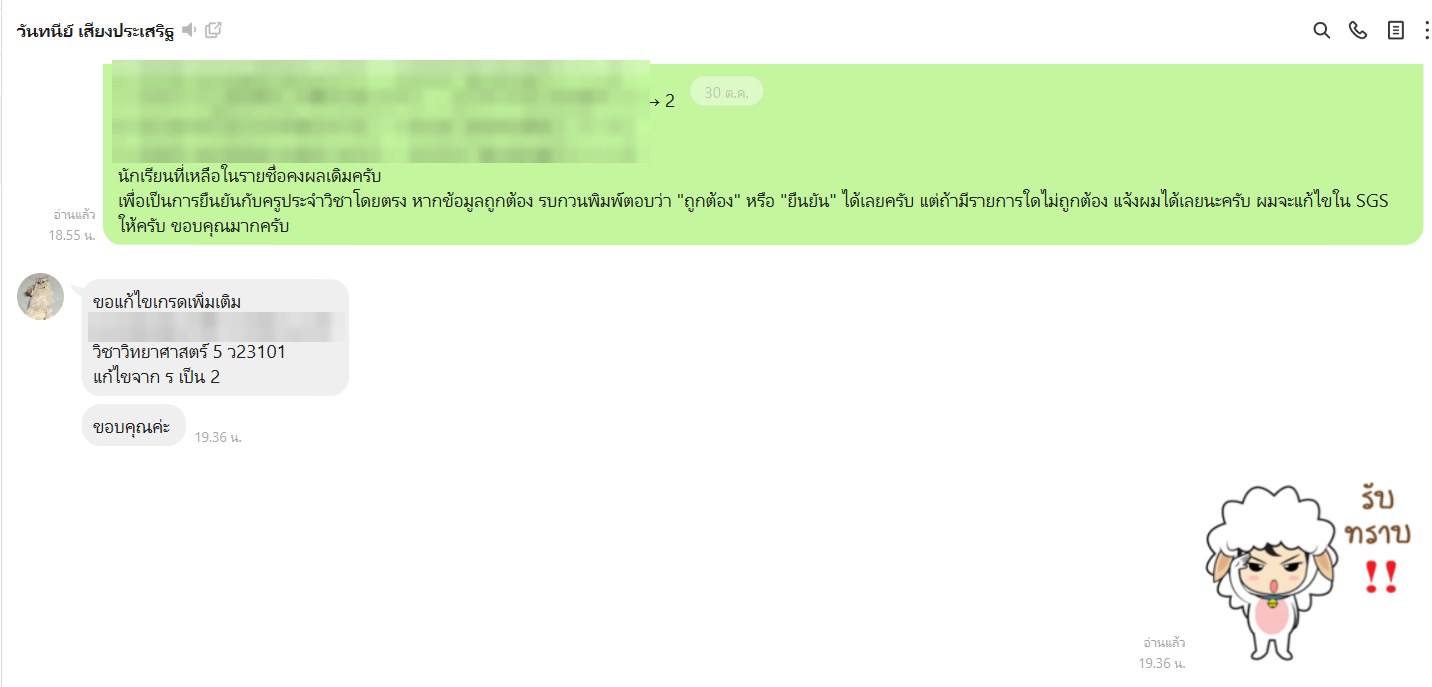 วันทนีย์ เสียงประเสริฐ
→ 2
30 ต.ค.
นักเรียนที่เหลือในรายชื่อคงผลเดิมครับ
เพื่อเป็นการยืนยันกับครูประจำวิชาโดยตรง หากข้อมูลถูกต้อง รบกวนพิมพ์ตอบว่า "ถูกต้อง" หรือ "ยืนยัน" ได้เลยครับ แต่ถ้ามีรายการใดไม่ถูกต้อง แจ้งผมได้เลยนะครับ ผมจะแก้ไขใน SGS
ให้ครับ ขอบคุณมากครับ
อ่านแล้ว
18.55 น.
ขอแก้ไขเกรดเพิ่มเติม
วิชาวิทยาศาสตร์ 5 ว23101
แก้ไขจาก ร เป็น 2
ขอบคุณค่ะ
19.36 น.
รับ
ทราบ
!!
อ่านแล้ว
19.36 น.